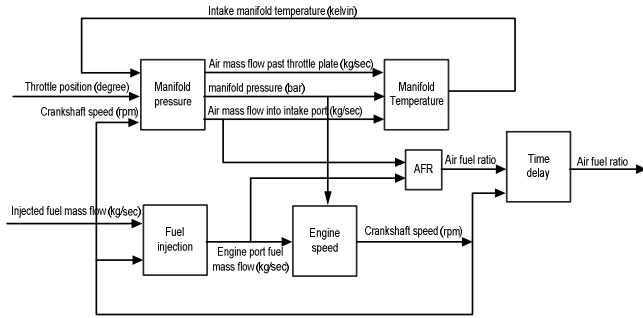 Intake manifold temperature (kelvin)
Air mass flow past throttle plate (kg/sec)
Throttle position (degree)
Manifold
pressure
manifold pressure (bar)
Manifold
Temperature
Crankshaft speed (rpm)
Air mass flow into intake port (kg/sec)
AFR
Air fuel ratio
Time
delay
Air fuel ratio
Injected fuel mass flow (kg/sec)
Fuel
injection
Engine port fuel
mass flow (kg/sec)
Engine
speed
Crankshaft speed (rpm)